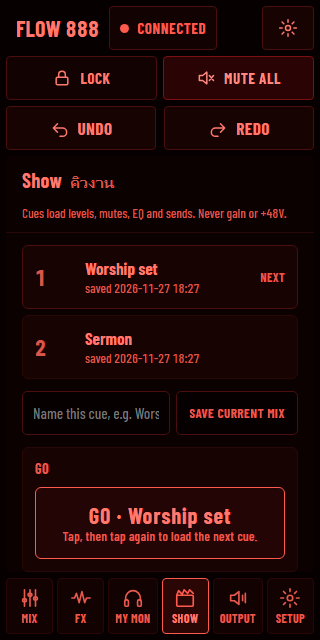 FLOW 888
CONNECTED
LOCK
MUTE ALL
UNDO
REDO
Show คิวงาน
Cues load levels, mutes, EQ and sends. Never gain or +48V.
1
Worship set
saved 2026-11-27 18:27
NEXT
2
Sermon
saved 2026-11-27 18:27
Name this cue, e.g. Wors
SAVE CURRENT MIX
GO
GO · Worship set
Tap, then tap again to load the next cue.
MIX
FX
MY MON
SHOW
OUTPUT
SETUP